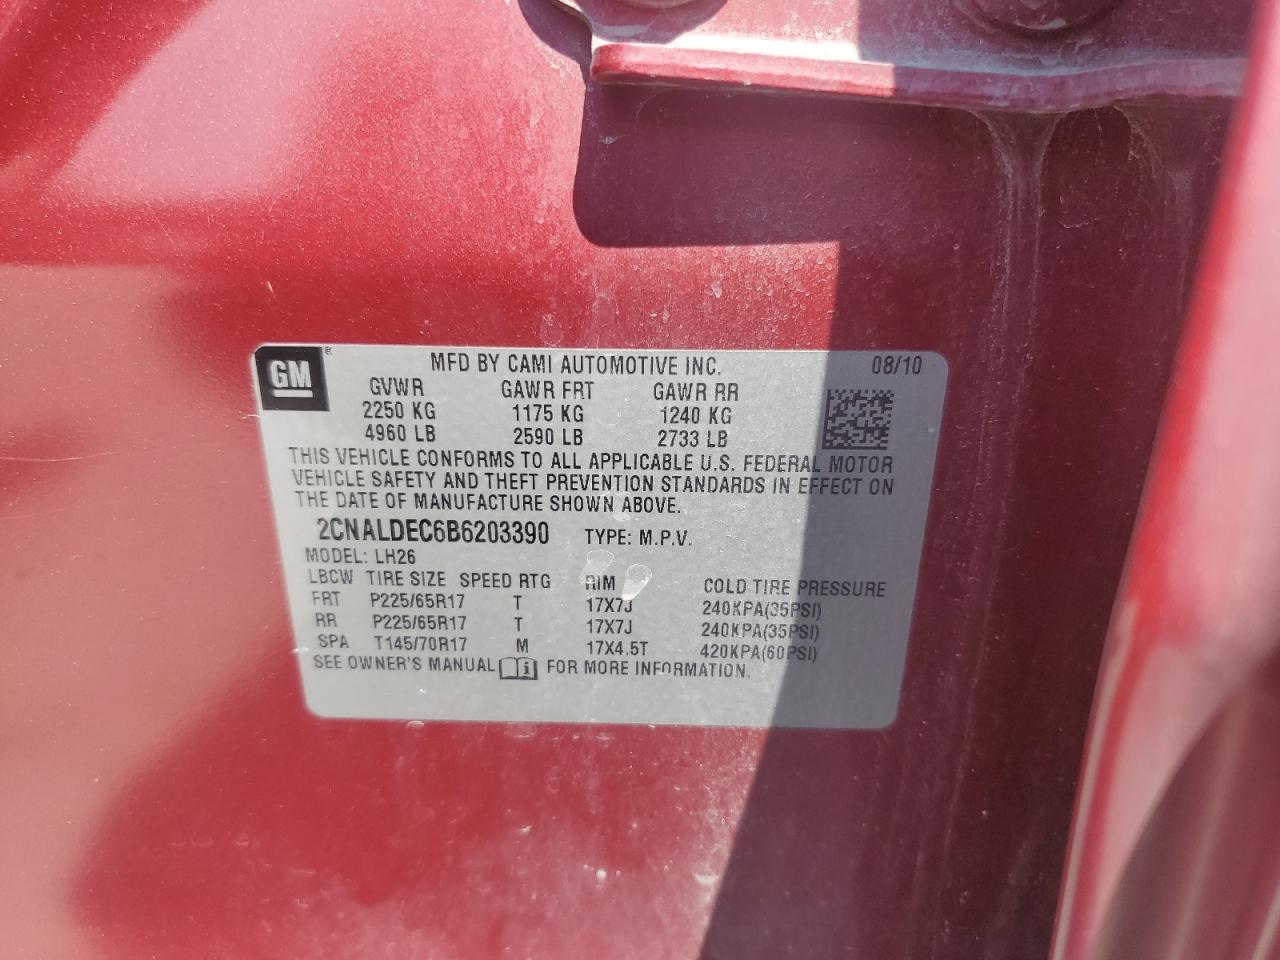 GM ®
MFD BY CAMI AUTOMOTIVE INC. 08/10
GVWR GAWR FRT GAWR RR
2250 KG 1175 KG 1240 KG
4960 LB 2590 LB 2733 LB
THIS VEHICLE CONFORMS TO ALL APPLICABLE U.S. FEDERAL MOTOR
VEHICLE SAFETY AND THEFT PREVENTION STANDARDS IN EFFECT ON
THE DATE OF MANUFACTURE SHOWN ABOVE.
2CNALDEC6B6203390 TYPE: M.P.V.
MODEL: LH26
LBCW TIRE SIZE SPEED RTG RIM COLD TIRE PRESSURE
FRT P225/65R17 T 17X7J 240KPA(35PSI)
RR P225/65R17 T 17X7J 240KPA(35PSI)
SPA T145/70R17 M 17X4.5T 420KPA(60PSI)
SEE OWNER'S MANUAL i FOR MORE INFORMATION.